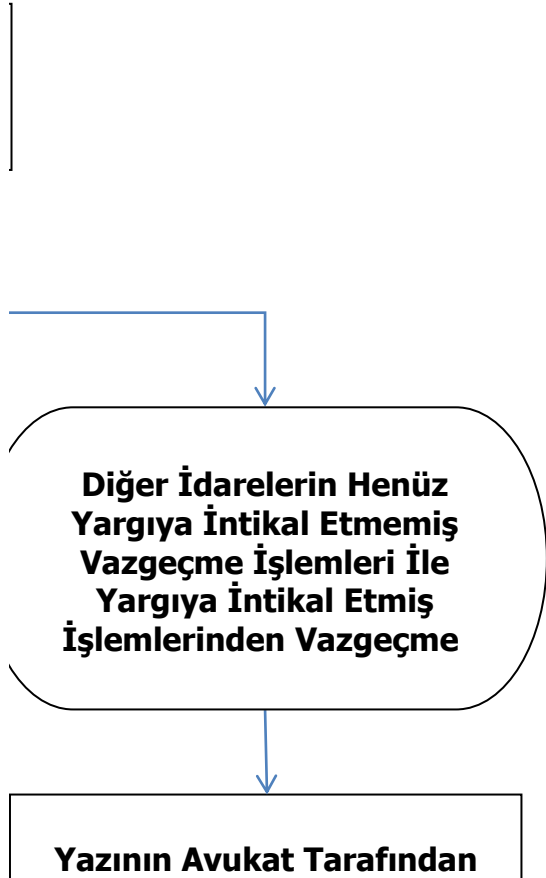 Diğer İdarelerin Henüz
Yargıya İntikal Etmemiş
Vazgeçme İşlemleri İle
Yargıya İntikal Etmiş
İşlemlerinden Vazgeçme
Yazının Avukat Tarafından